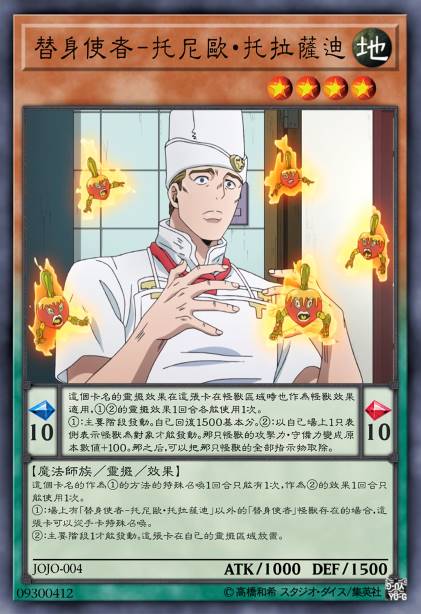 替身使者-托尼歐·托拉薩迪
地
這個卡名的靈擺效果在這張卡在怪獸區域時也作為怪獸效果
適用,①②的靈擺效果1回合各能使用1次。
①:主要階段發動。自己回復1500基本分。②:以自己場上1只表
側表示怪獸為對象才能發動。那只怪獸的攻擊力·守備力變成原
本數值+100。那之后,可以把那只怪獸的全部指示物取除。
10
10
【魔法師族/靈擺/效果】
這個卡名的作為①的方法的特殊召喚1回合只能有1次,作為②的效果1回合只
能使用1次。
①:場上有「替身使者-托尼歐·托拉薩迪」以外的「替身使者」怪獸存在的場合,這
張卡可以從手卡特殊召喚。
②:主要階段1才能發動。這張卡在自己的靈擺區域放置。
JOJO-004
ATK/1000 DEF/1500
09300412
©高橋和希 スタジオ・ダイス/集英社